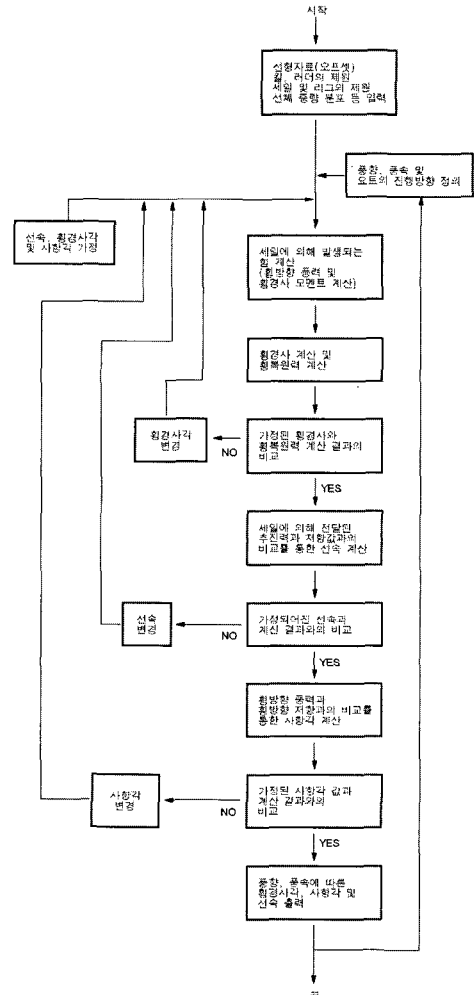 시작
선형자료(오프셋)
킬, 러더의 제원
세일 및 리그의 제원
선체 중량 분포 등 입력
풍향, 풍속 및
요트의 진행방향 정의
선속, 횡경사각
및 사항각 가정
세일에 의해 발생되는
힘 계산
(횡방향 풍력 및
횡경사 모멘트 계산)
횡경사 계산 및
횡복원력 계산
횡경사각
변경
NO
가정된 횡경사와
횡복원력 계산 결과의
비교
YES
세일에 의해 전달된
추진력과 저항값과의
비교를 통한 선속 계산
선속
변경
NO
가정되어진 선속과
계산 결과와의 비교
YES
횡방향 풍력과
횡방향 저항과의 비교를
통한 사항각 계산
사항각
변경
NO
가정된 사항각 값과
계산 결과와의
비교
YES
풍향, 풍속에 따른
횡경사각, 사항각 및
선속 출력